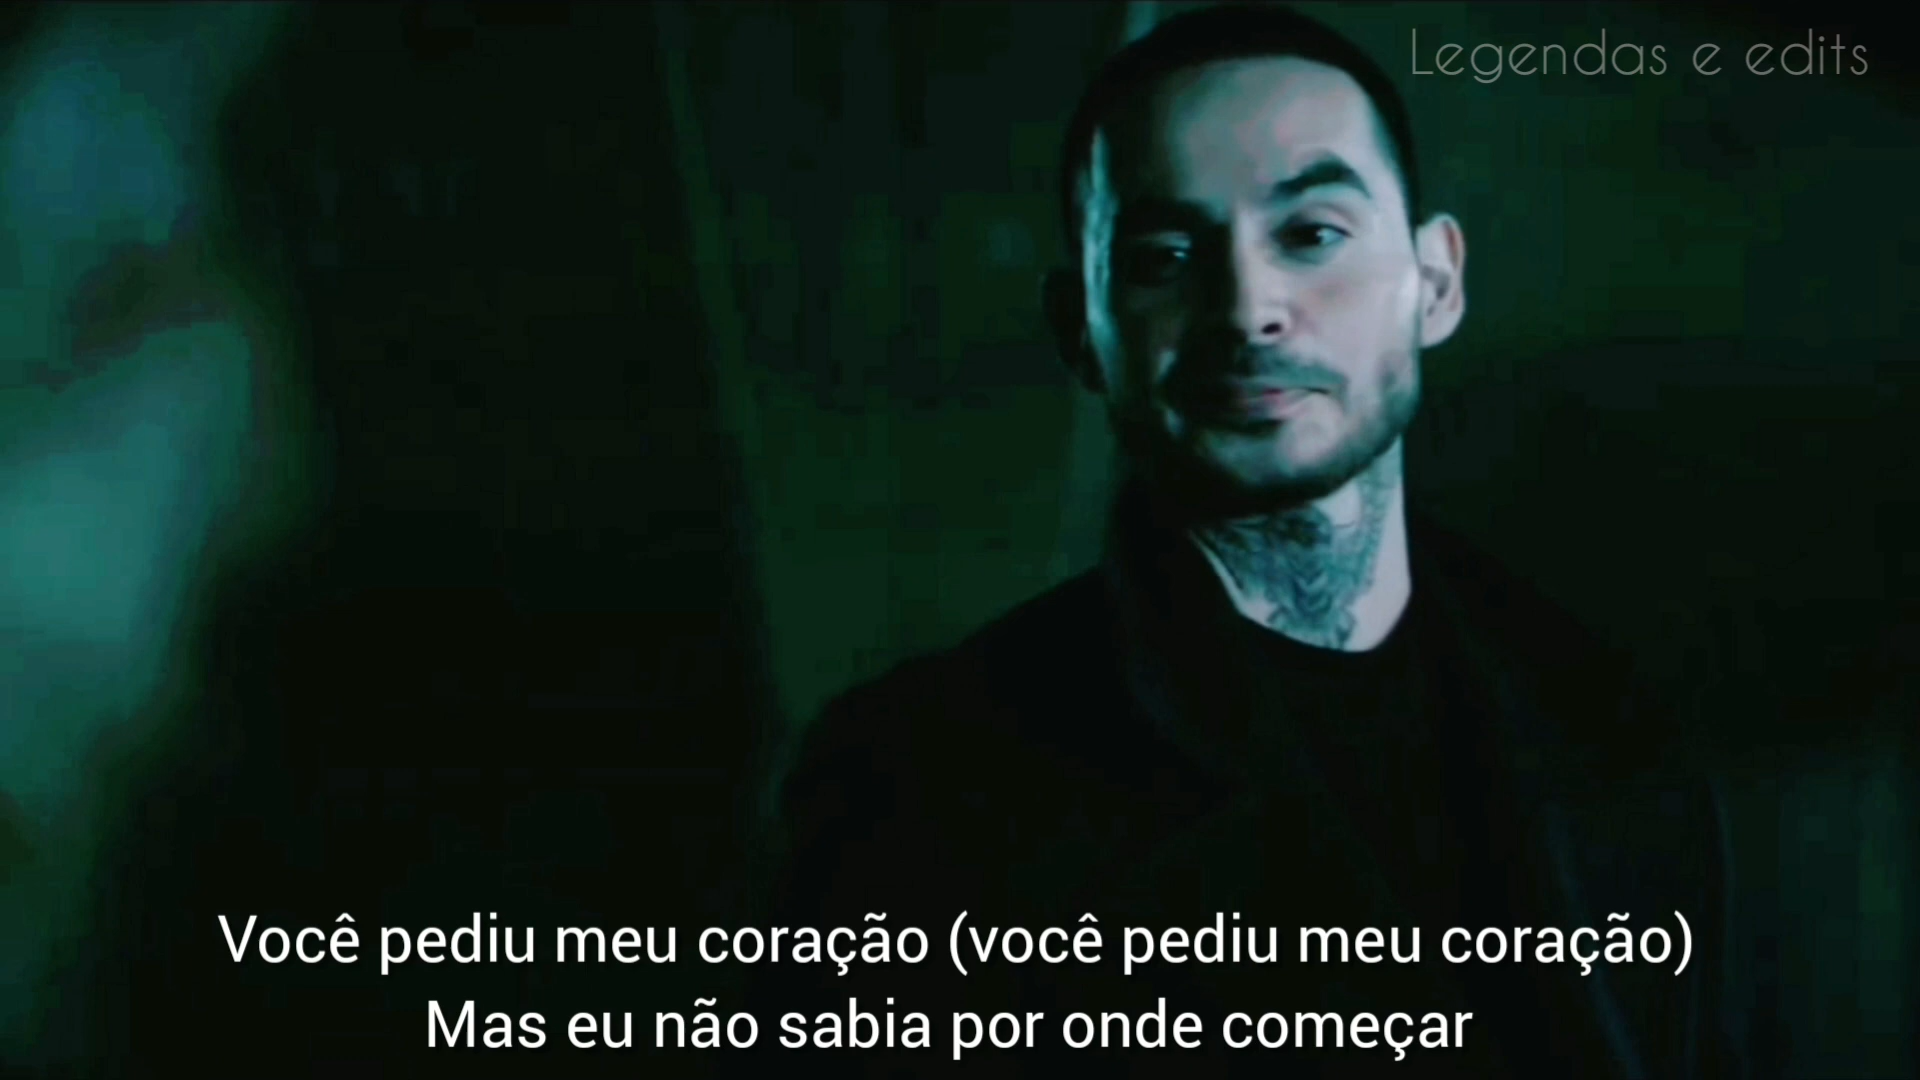 Legendas e edits
Você pediu meu coração (você pediu meu coração)
Mas eu não sabia por onde começar